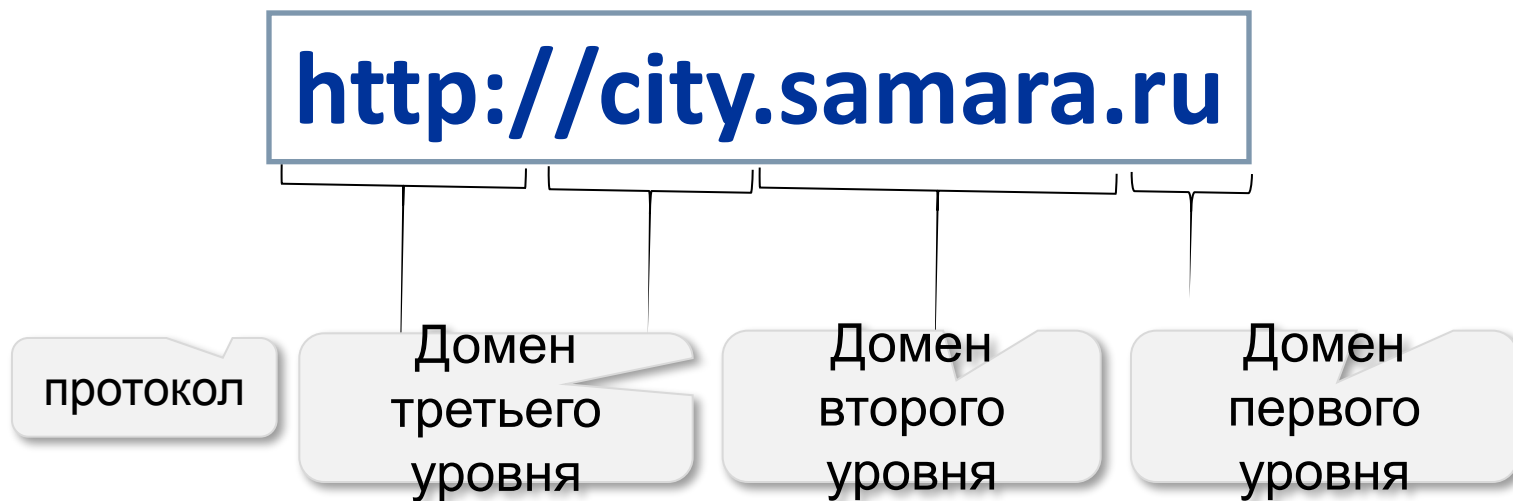 http://city.samara.ru
протокол
Домен
третьего
уровня
Домен
второго
уровня
Домен
первого
уровня